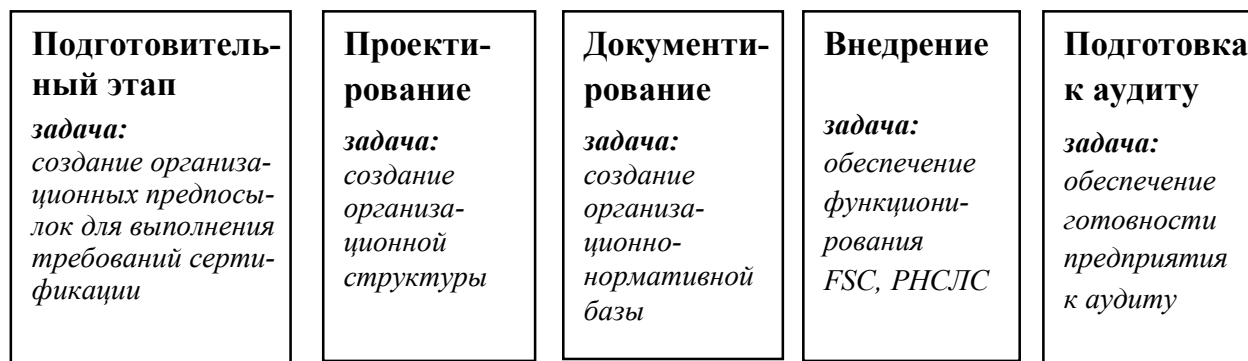 Подготовитель-
ный этап
задача:
создание организа-
ционных предпосы-
лок для выполнения
требований серти-
фикации
Проекти-
рование
задача:
создание
организа-
ционной
структуры
Документи-
рование
задача:
создание
организа-
ционно-
нормативной
базы
Внедрение
задача:
обеспечение
функциони-
рования
FSC, РНСЛС
Подготовка
к аудиту
задача:
обеспечение
готовности
предприятия
к аудиту